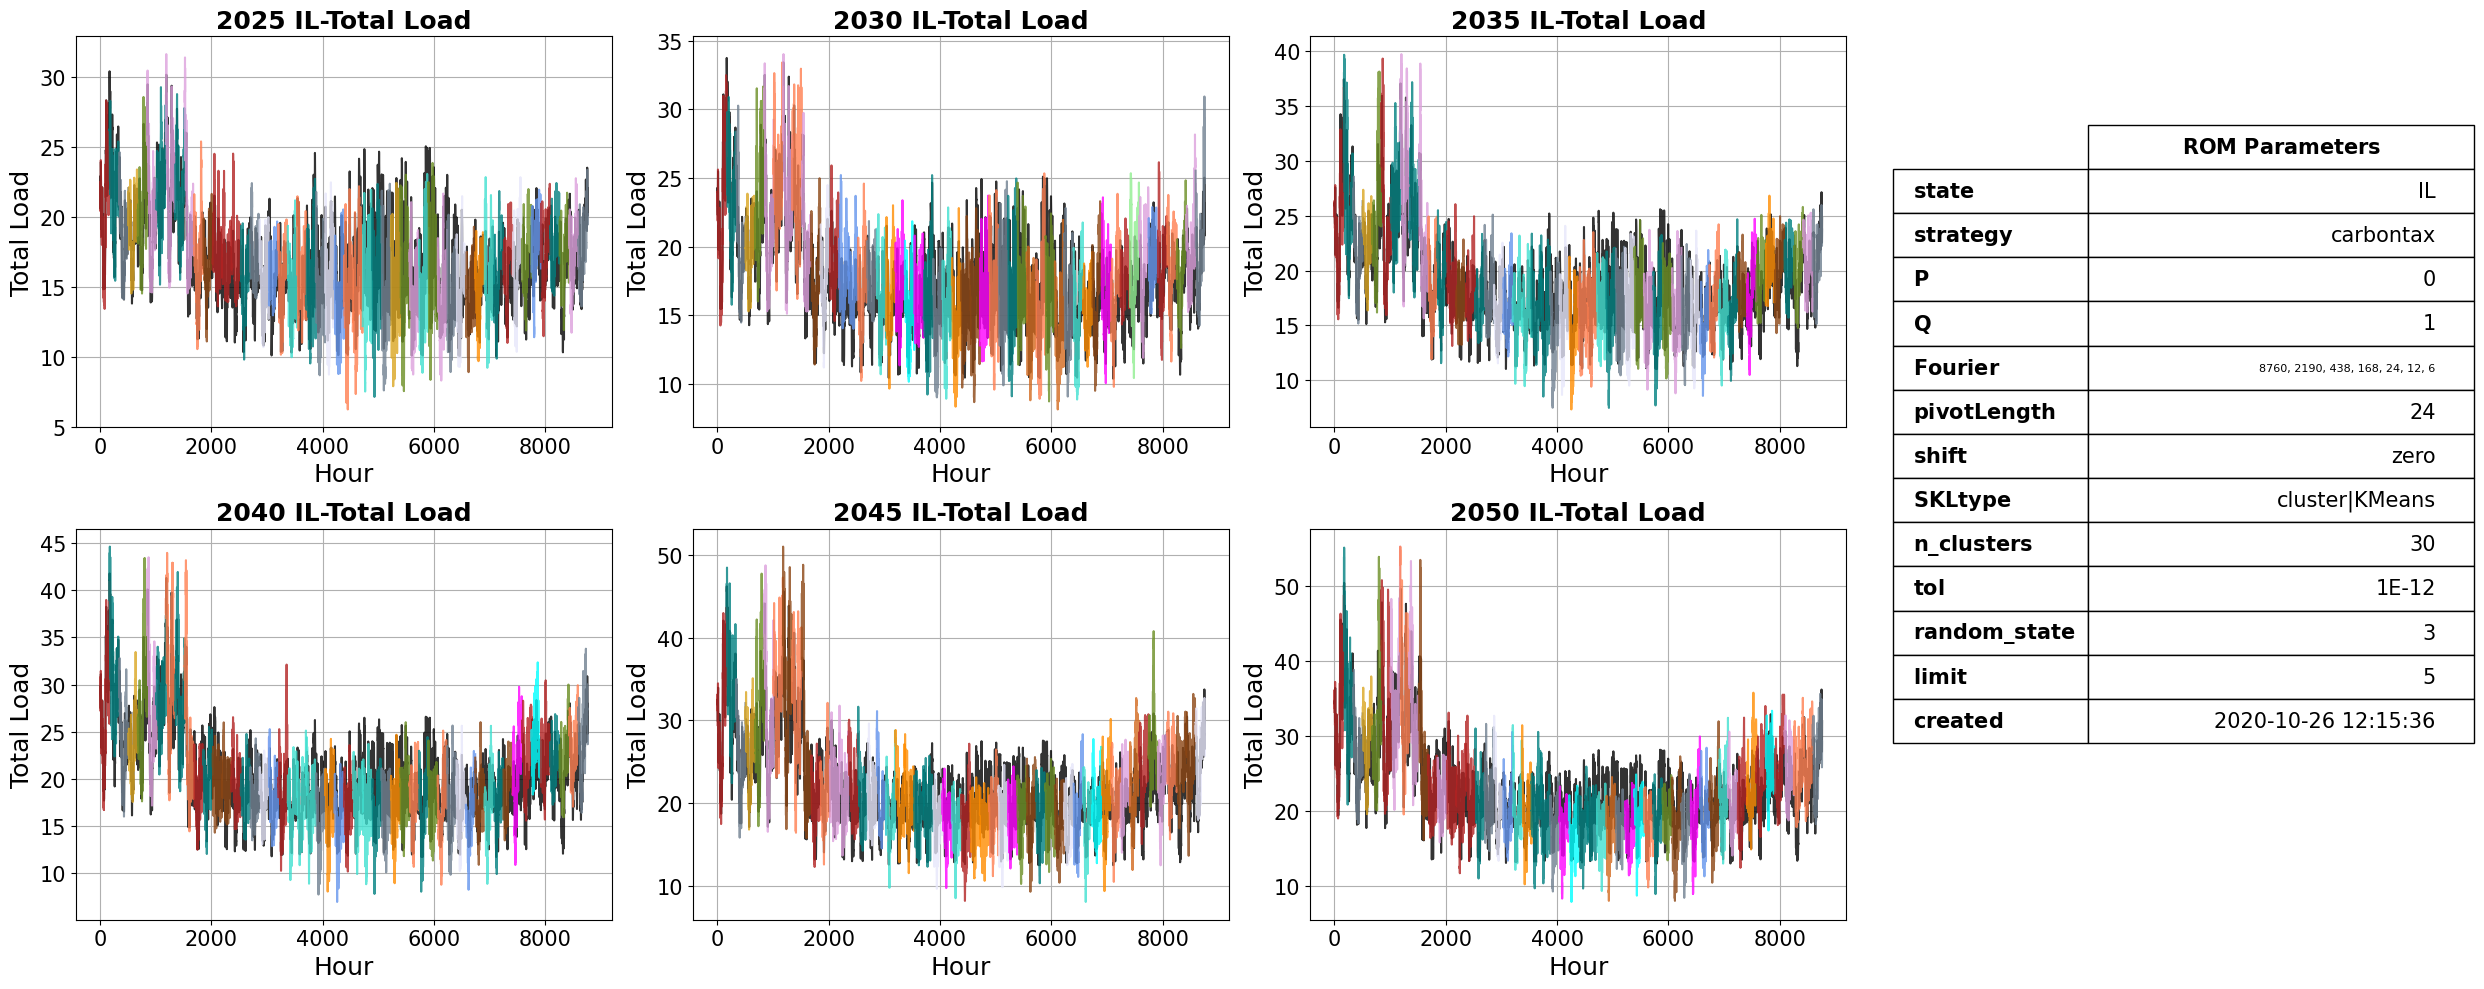 2025 IL-Total Load
Total Load
30
25
20
15
10
5
0 2000 4000 6000 8000
Hour
2030 IL-Total Load
Total Load
35
30
25
20
15
10
0 2000 4000 6000 8000
Hour
2035 IL-Total Load
Total Load
40
35
30
25
20
15
10
0 2000 4000 6000 8000
Hour
2040 IL-Total Load
Total Load
45
40
35
30
25
20
15
10
0 2000 4000 6000 8000
Hour
2045 IL-Total Load
Total Load
50
40
30
20
10
0 2000 4000 6000 8000
Hour
2050 IL-Total Load
Total Load
50
40
30
20
10
0 2000 4000 6000 8000
Hour
ROM Parameters
state IL
strategy carbontax
P 0
Q 1
Fourier 8760, 2190, 438, 168, 24, 12, 6
pivotLength 24
shift zero
SKLtype cluster|KMeans
n_clusters 30
tol 1E-12
random_state 3
limit 5
created 2020-10-26 12:15:36